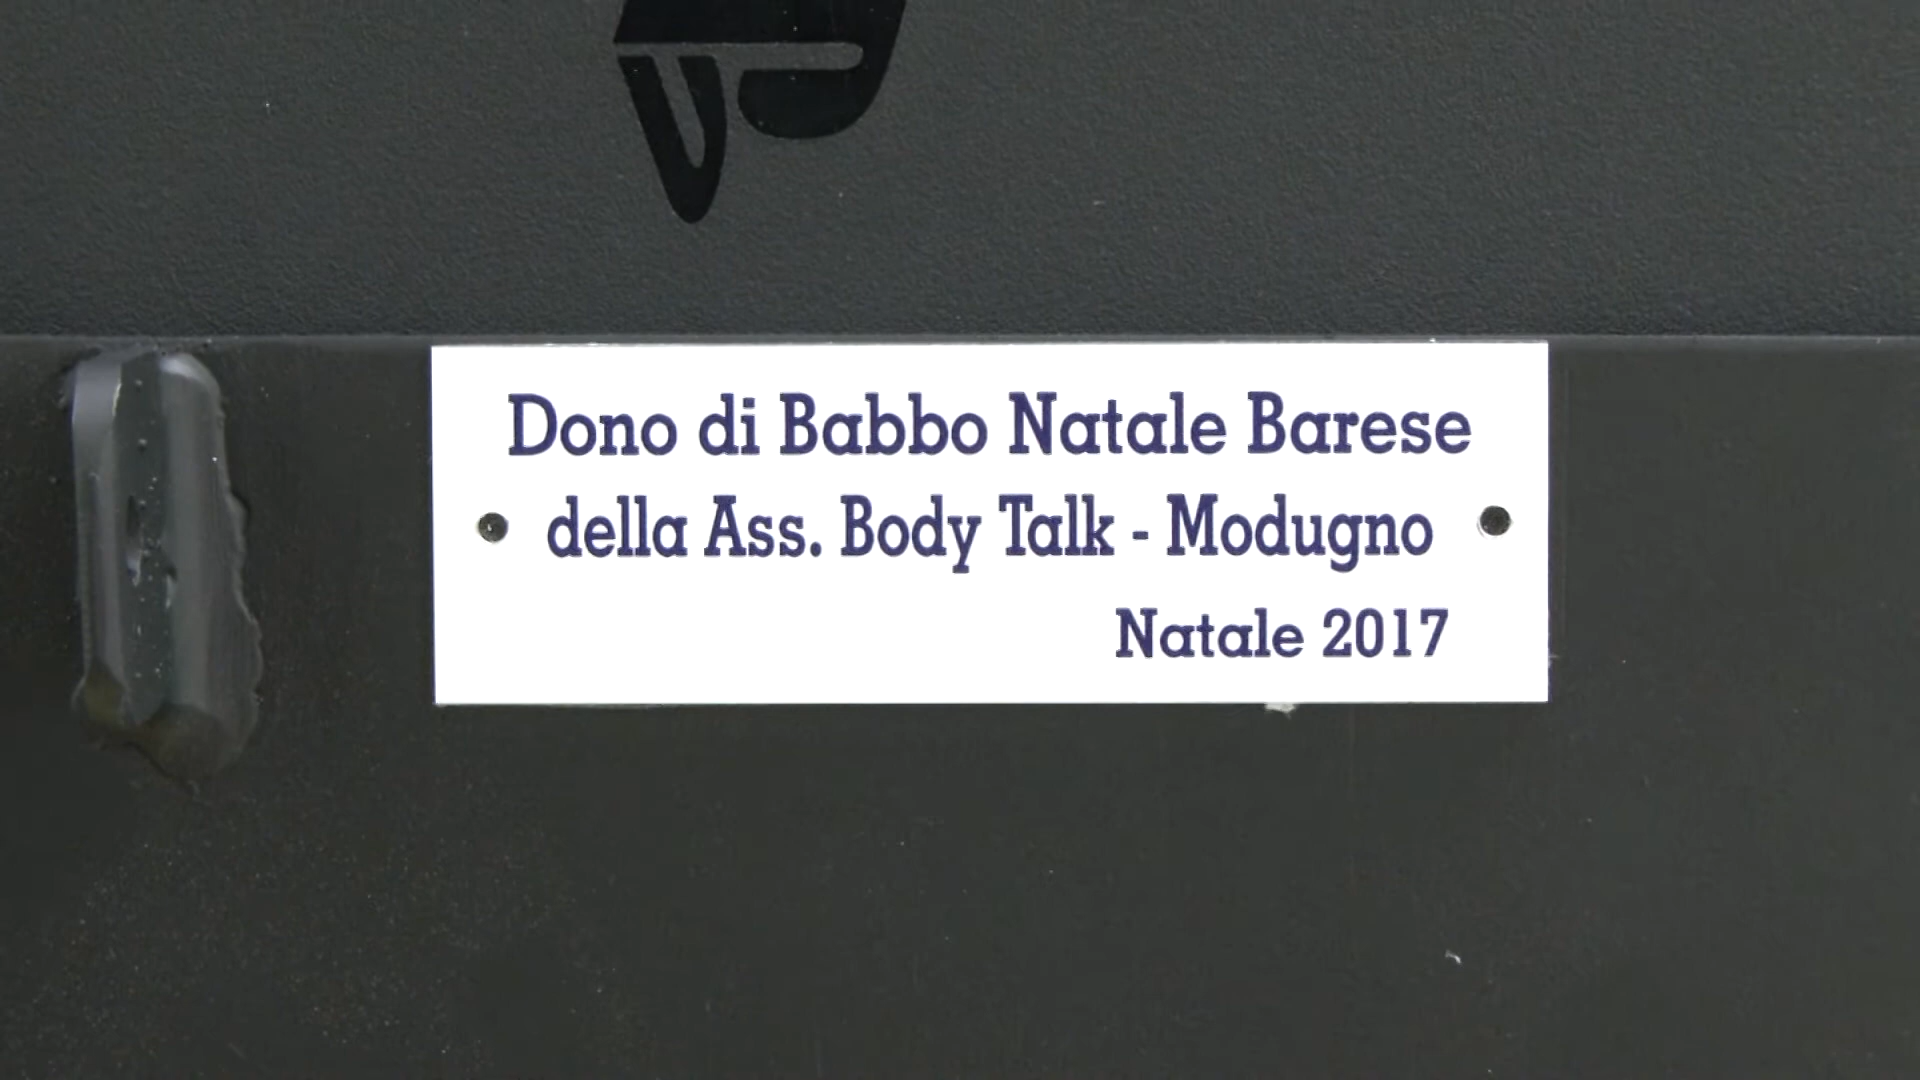 Dono di Babbo Natale Barese
della Ass. Body Talk - Modugno
Natale 2017